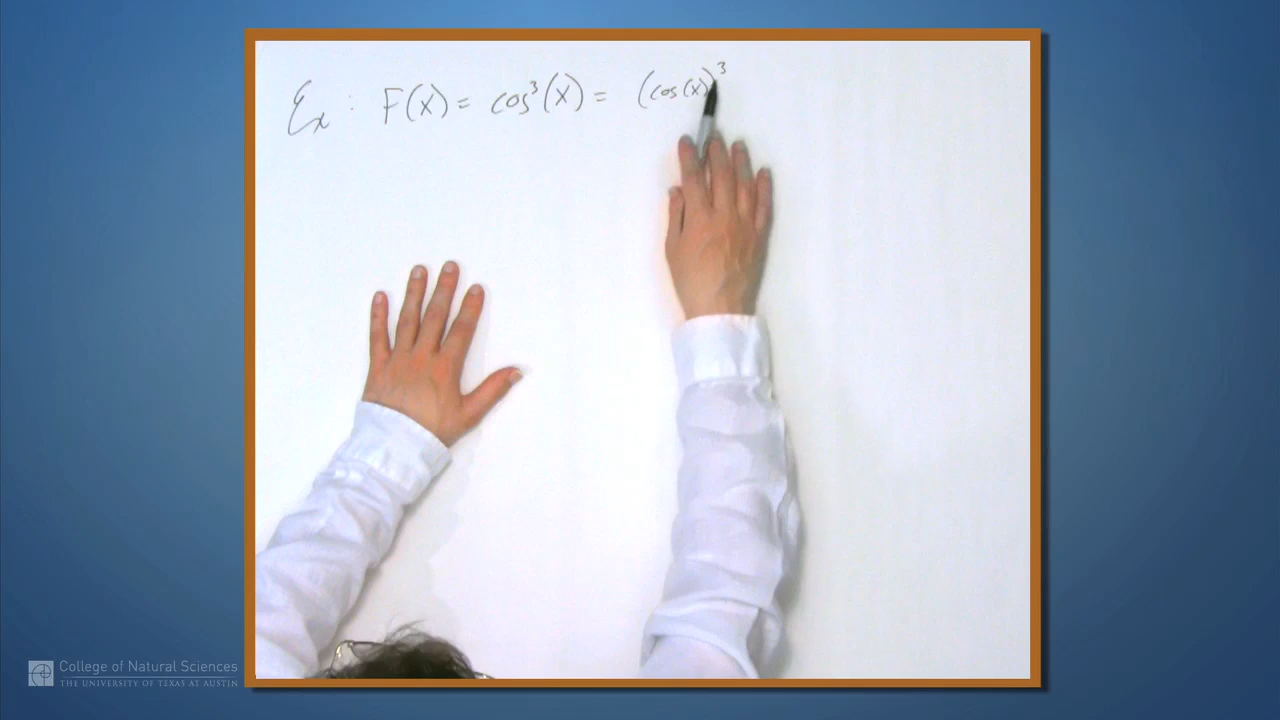 Ex : F(x) = cos³(x) = (cos(x))³
College of Natural Sciences
THE UNIVERSITY OF TEXAS AT AUSTIN